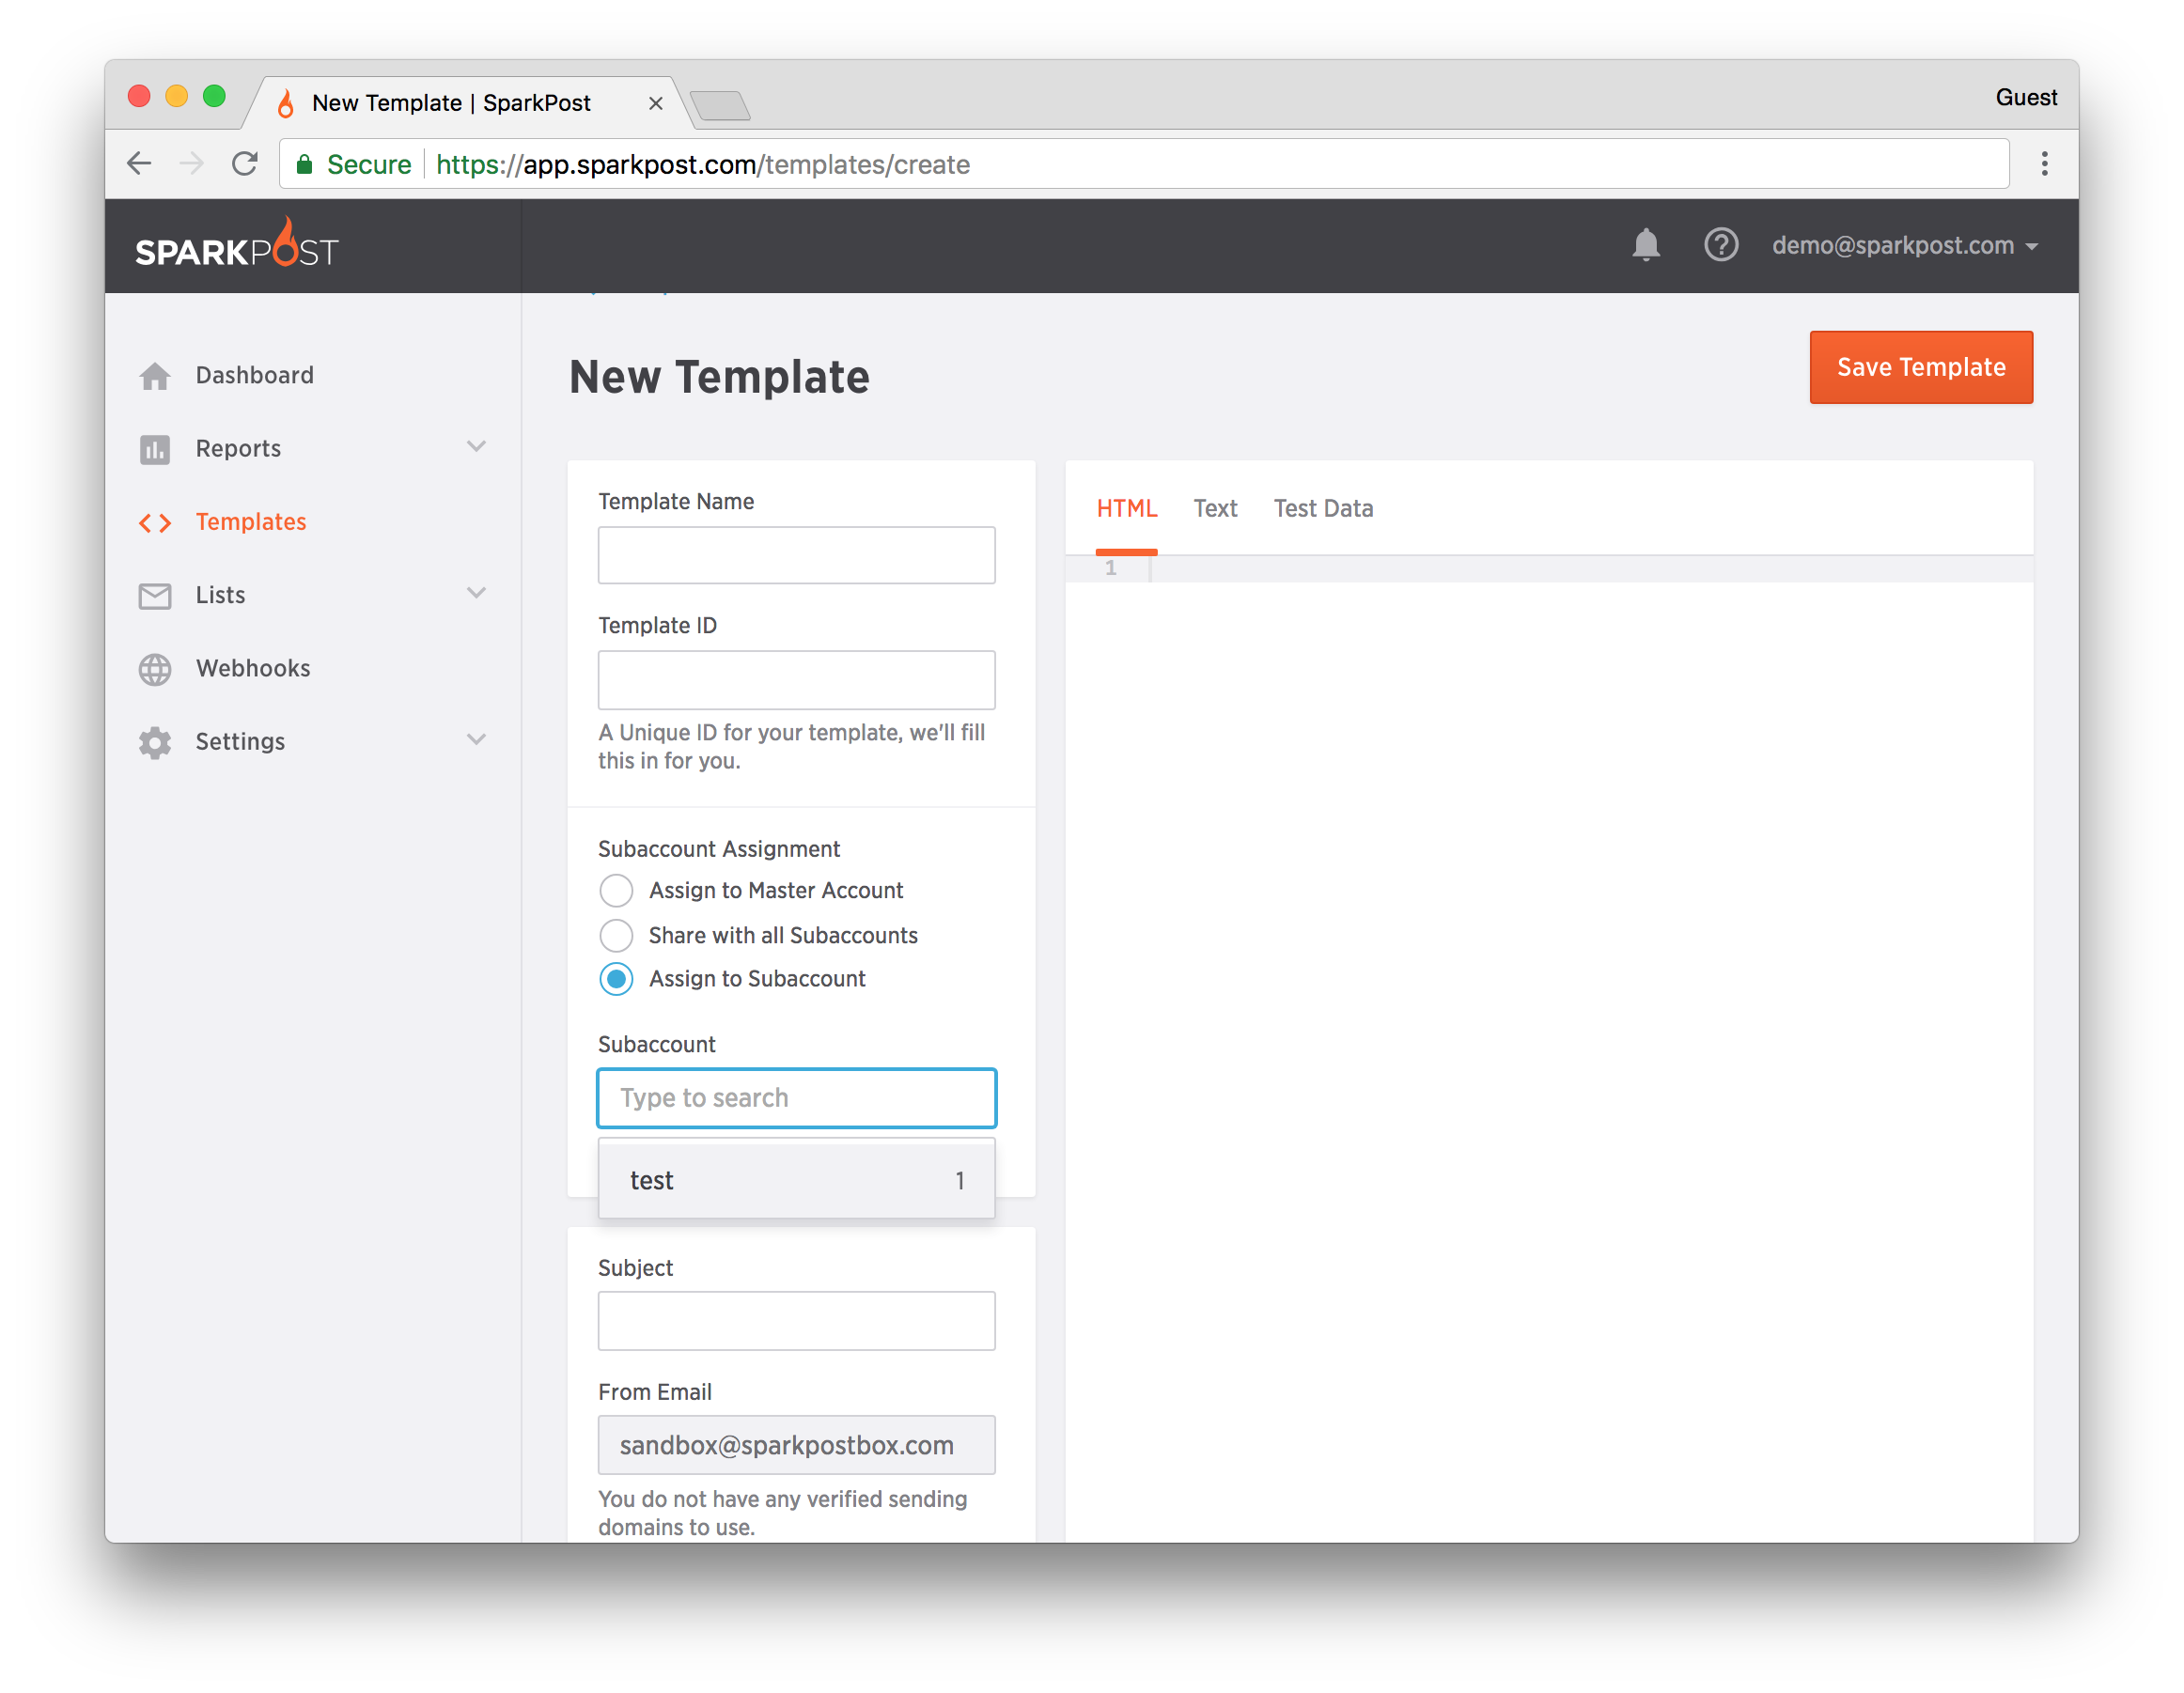 New Template | SparkPost
Guest
Secure https://app.sparkpost.com/templates/create
SPARKPOST
demo@sparkpost.com
Dashboard
Reports
Templates
Lists
Webhooks
Settings
New Template
Save Template
Template Name
Template ID
A Unique ID for your template, we'll fill
this in for you.
Subaccount Assignment
Assign to Master Account
Share with all Subaccounts
Assign to Subaccount
Subaccount
Type to search
test 1
Subject
From Email
sandbox@sparkpostbox.com
You do not have any verified sending
domains to use.
HTML Text Test Data
1